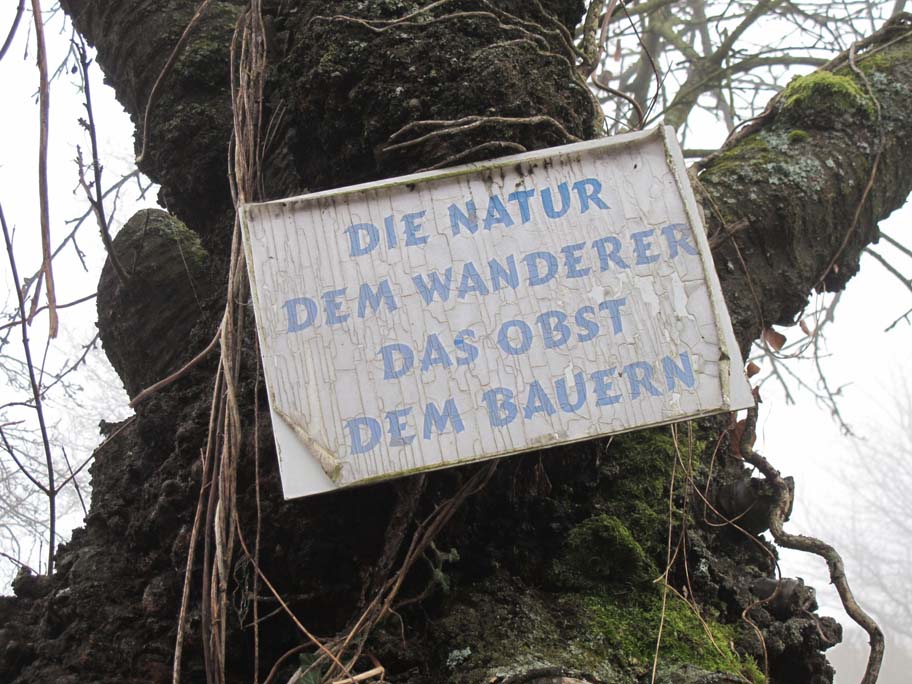 DIE NATUR
DEM WANDERER
DAS OBST
DEM BAUERN